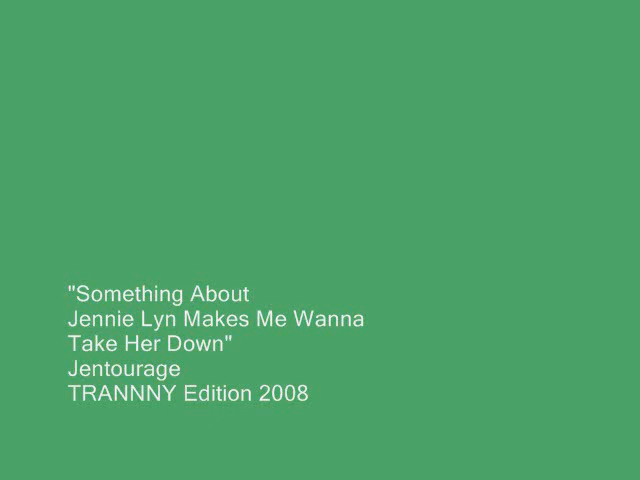 "Something About
Jennie Lyn Makes Me Wanna
Take Her Down"
Jentourage
TRANNNY Edition 2008